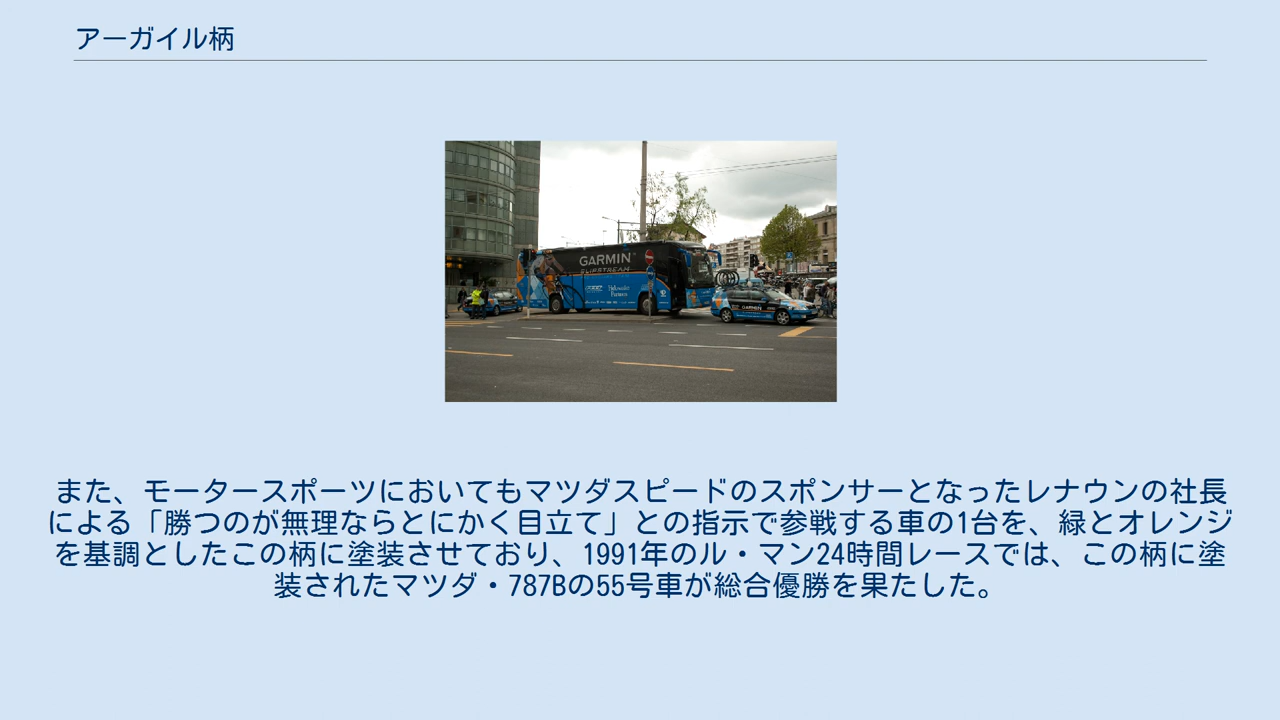 アーガイル柄
GARMIN
SLIPSTREAM
GARMIN
また、モータースポーツにおいてもマツダスピードのスポンサーとなったレナウンの社長
による「勝つのが無理ならとにかく目立て」との指示で参戦する車の1台を、緑とオレンジ
を基調としたこの柄に塗装させており、1991年のル・マン24時間レースでは、この柄に塗
装されたマツダ・787Bの55号車が総合優勝を果たした。